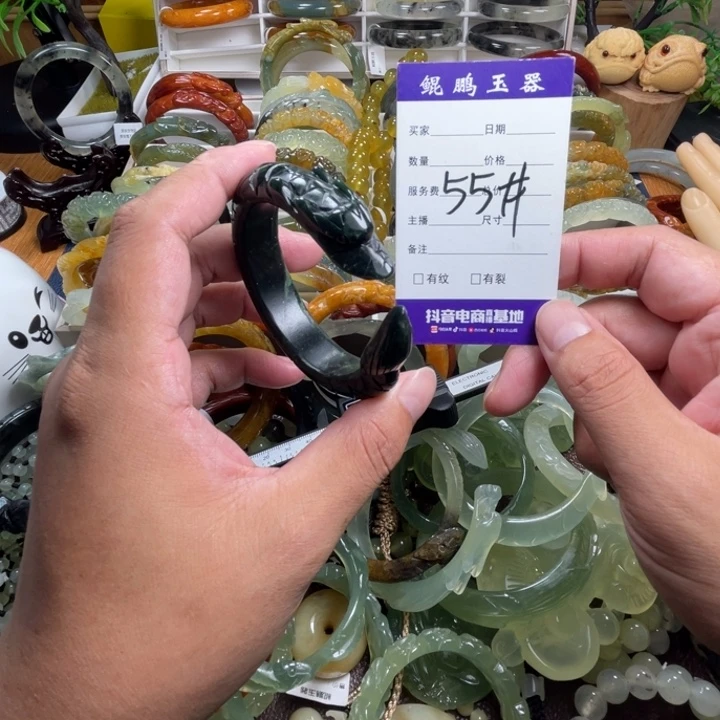 鲲鹏玉器
买家 日期
数量 价格
服务费 55#
主播 尺寸
备注
□有纹 □有裂
抖音电商 基地
ELECTRONIC